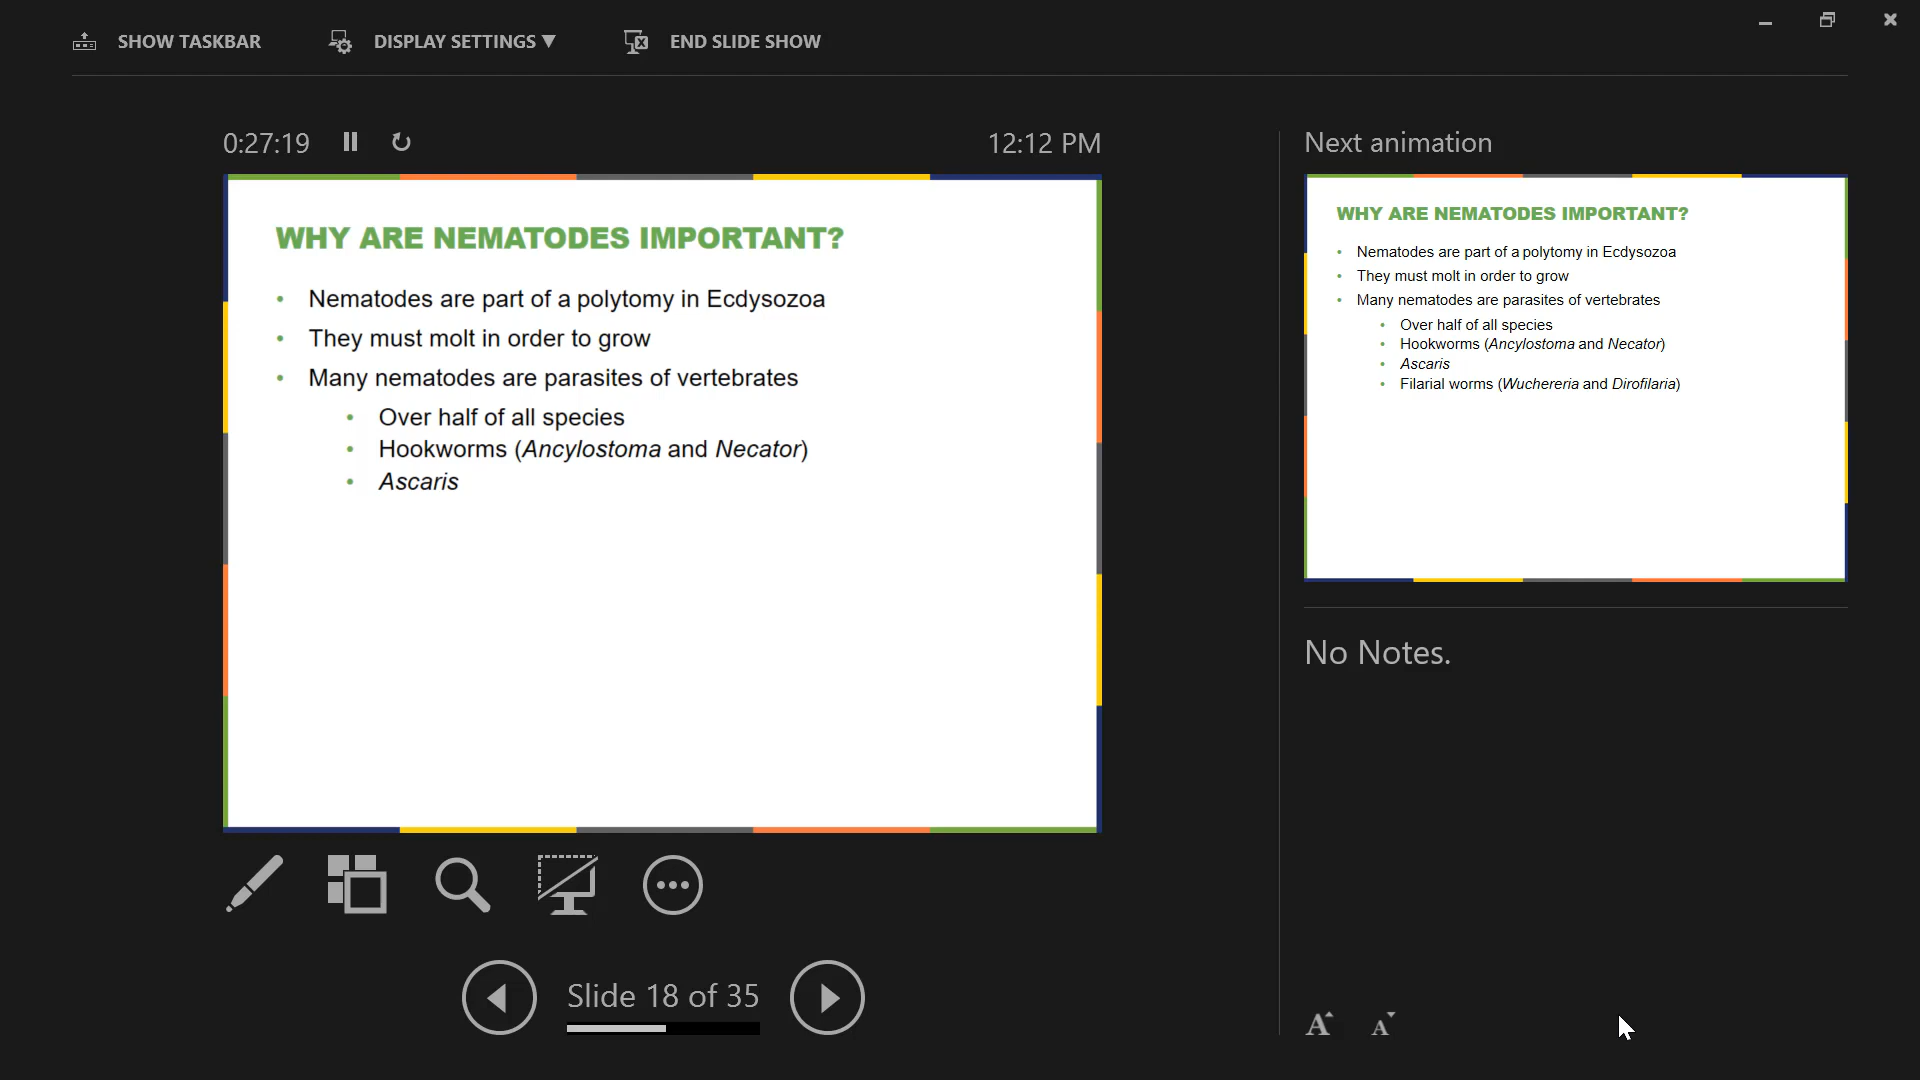 SHOW TASKBAR
DISPLAY SETTINGS ▼
END SLIDE SHOW
0:27:19
12:12 PM
WHY ARE NEMATODES IMPORTANT?
• Nematodes are part of a polytomy in Ecdysozoa
• They must molt in order to grow
• Many nematodes are parasites of vertebrates
• Over half of all species
• Hookworms (Ancylostoma and Necator)
• Ascaris
Slide 18 of 35
Next animation
WHY ARE NEMATODES IMPORTANT?
• Nematodes are part of a polytomy in Ecdysozoa
• They must molt in order to grow
• Many nematodes are parasites of vertebrates
• Over half of all species
• Hookworms (Ancylostoma and Necator)
• Ascaris
• Filarial worms (Wuchereria and Dirofilaria)
No Notes.
A A